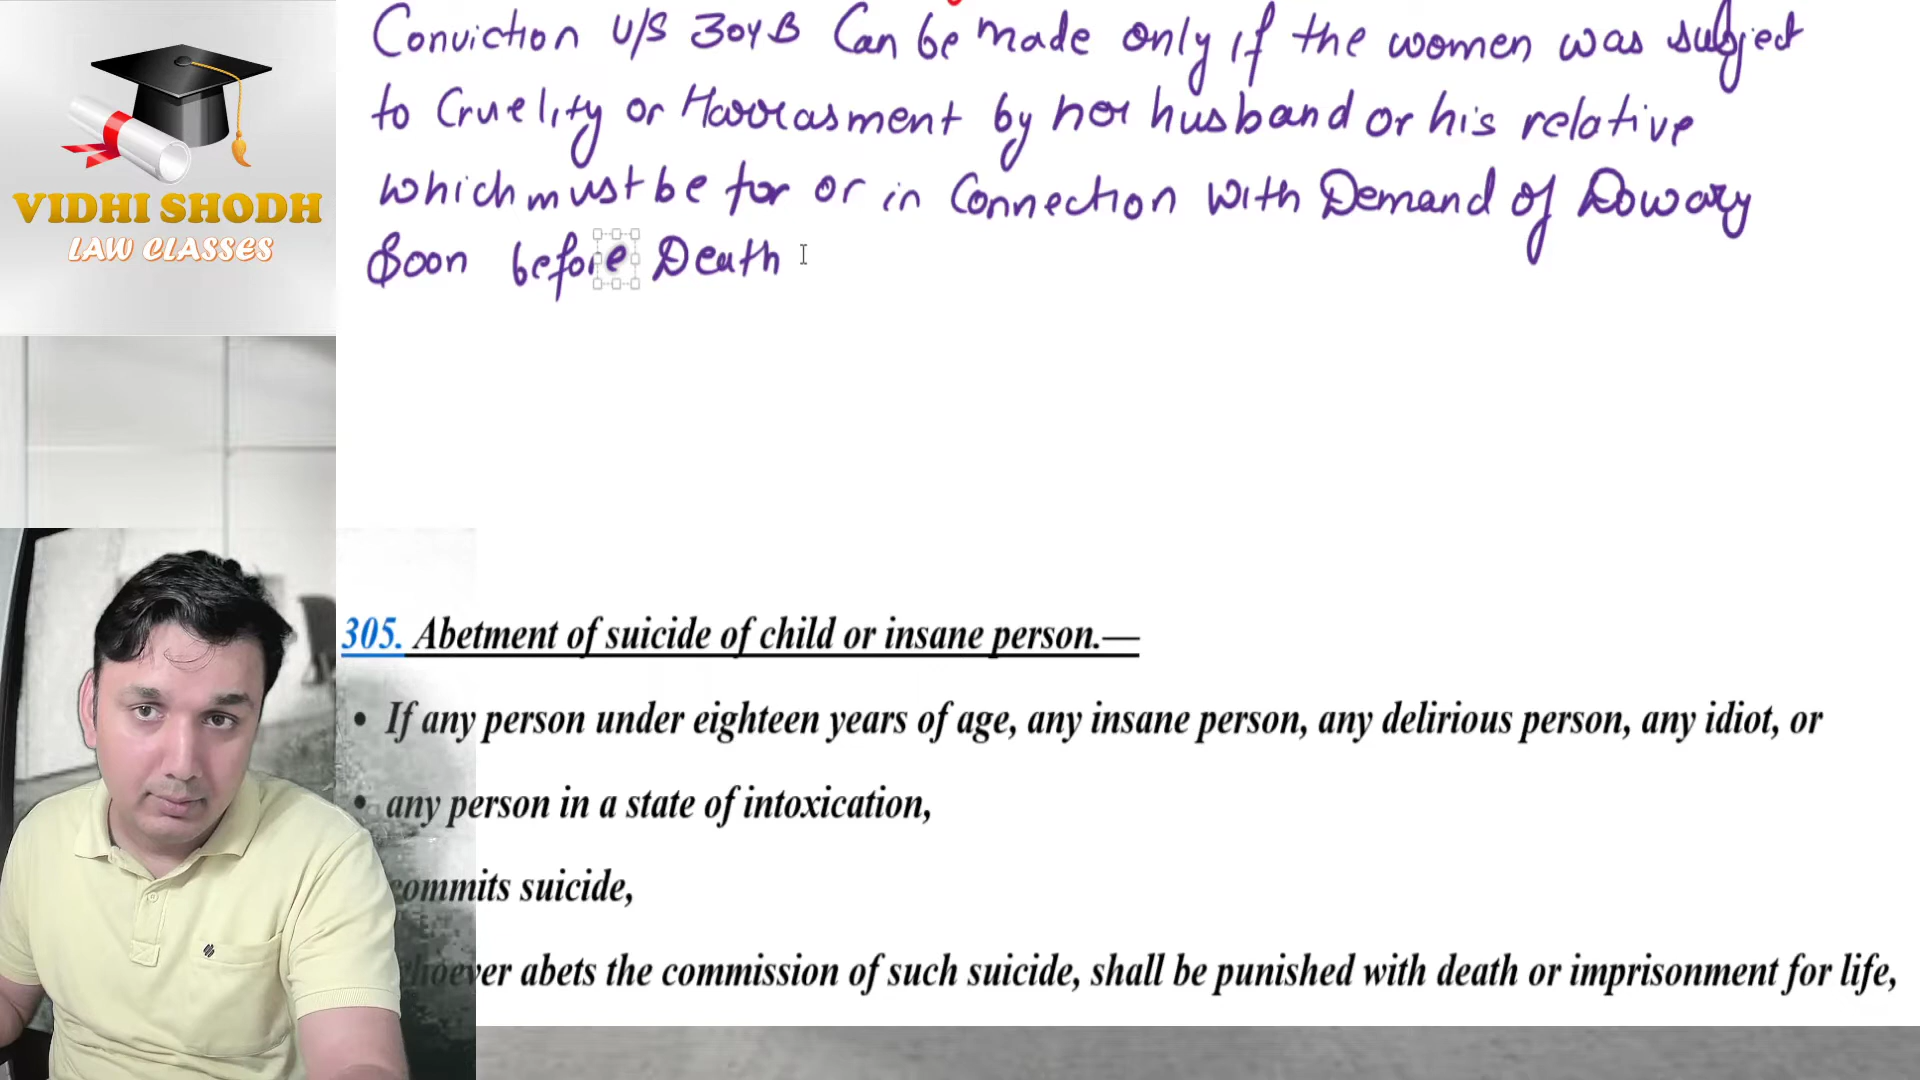 VIDHI SHODH
LAW CLASSES
Conviction U/S 304B Can be made only if the women was subject
to Cruelity or Harrasment by her husband or his relative
which must be for or in Connection with Demand of Dowary
Soon before Death
305. Abetment of suicide of child or insane person.—
• If any person under eighteen years of age, any insane person, any delirious person, any idiot, or
• any person in a state of intoxication,
commits suicide,
whoever abets the commission of such suicide, shall be punished with death or imprisonment for life,